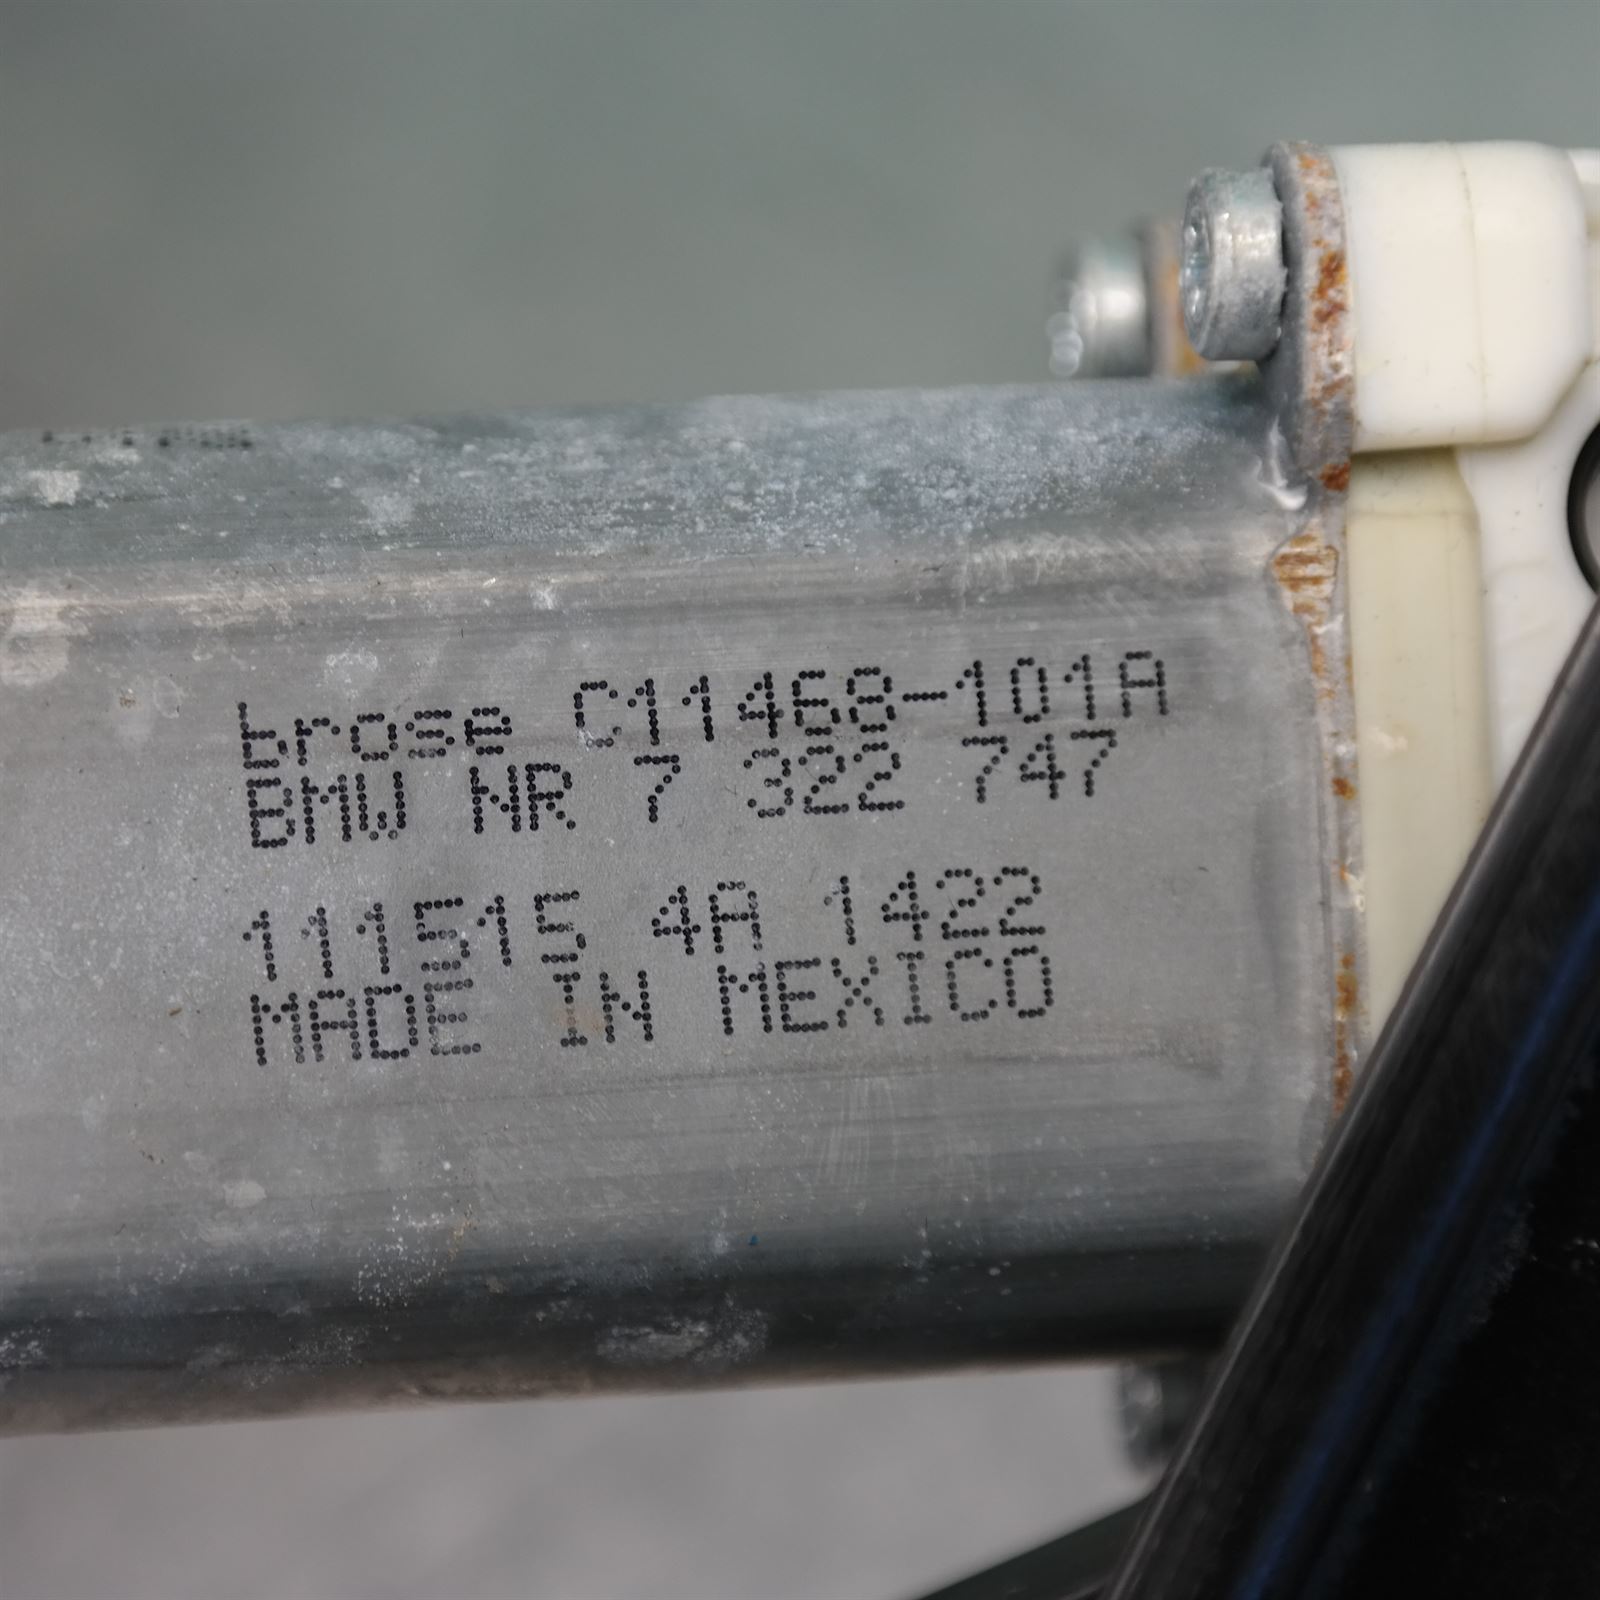 brose C11468-101A
BMW NR 7 322 747
111515 4A 1422
MADE IN MEXICO